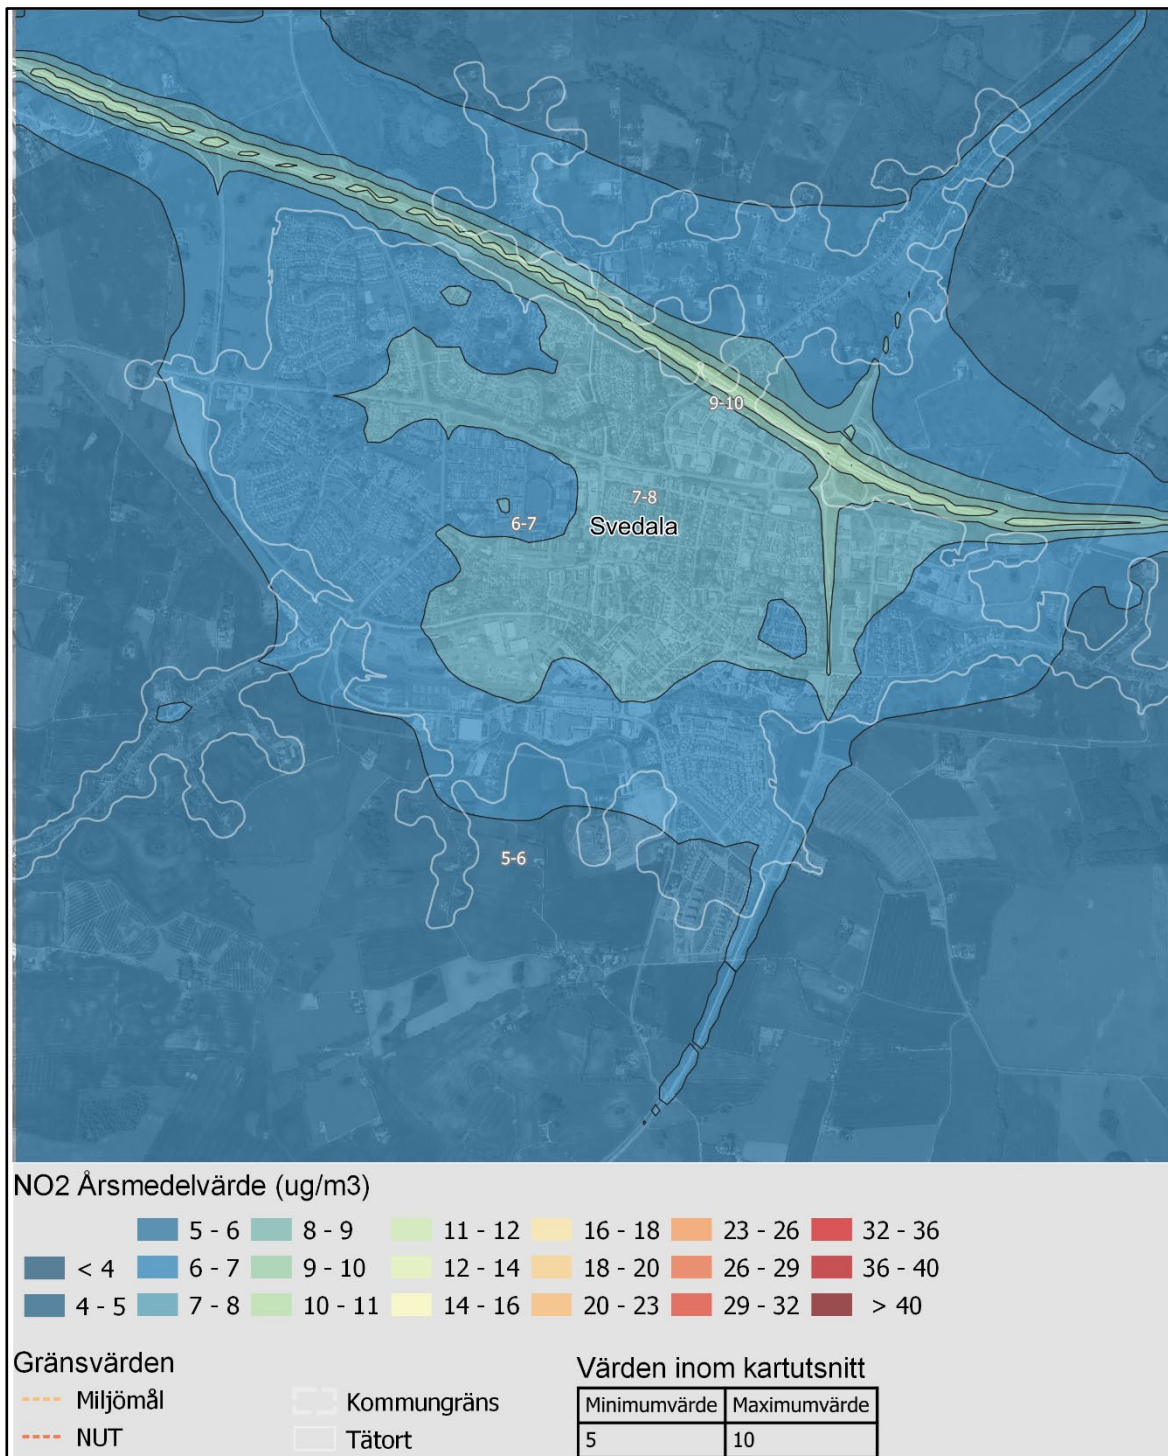 9-10
7-8
6-7
Svedala
5-6
NO2 Årsmedelvärde (ug/m3)
5 - 6
8 - 9
11 - 12
16 - 18
23 - 26
32 - 36
< 4
6 - 7
9 - 10
12 - 14
18 - 20
26 - 29
36 - 40
4 - 5
7 - 8
10 - 11
14 - 16
20 - 23
29 - 32
> 40
Gränsvärden
Miljömål
NUT
Kommungräns
Tätort
Värden inom kartutsnitt
Minimumvärde Maximumvärde
5 10